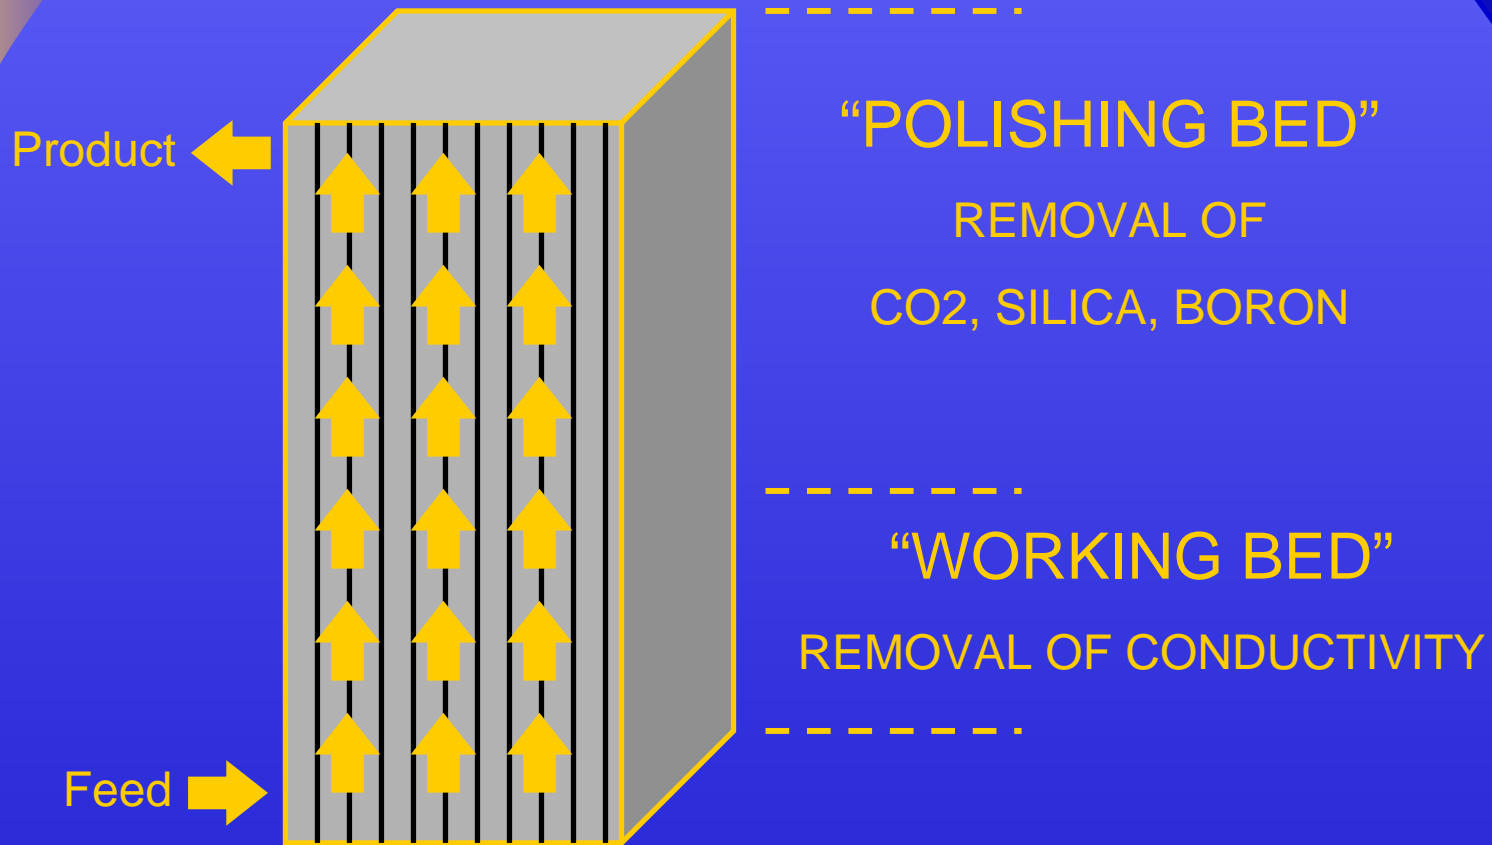 Product
“POLISHING BED”
REMOVAL OF
CO2, SILICA, BORON
“WORKING BED”
REMOVAL OF CONDUCTIVITY
Feed